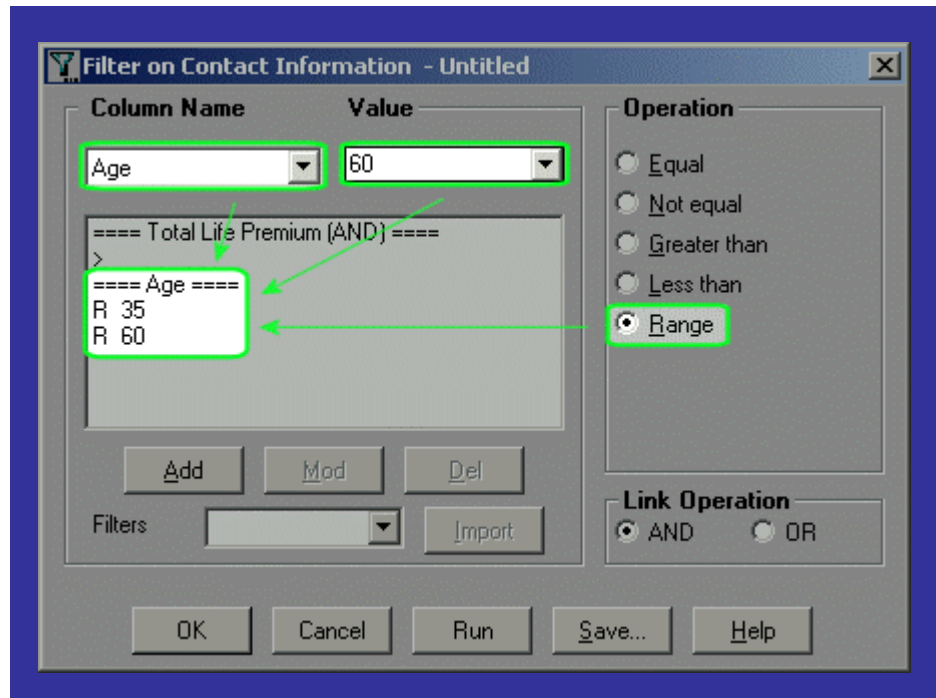 Filter on Contact Information - Untitled
Column Name Value
Age 60
==== Total Life Premium (AND) ====
>
==== Age ====
R 35
R 60
Add Mod Del
Filters Import
Operation
Equal
Not equal
Greater than
Less than
Range
Link Operation
AND OR
OK Cancel Run Save... Help